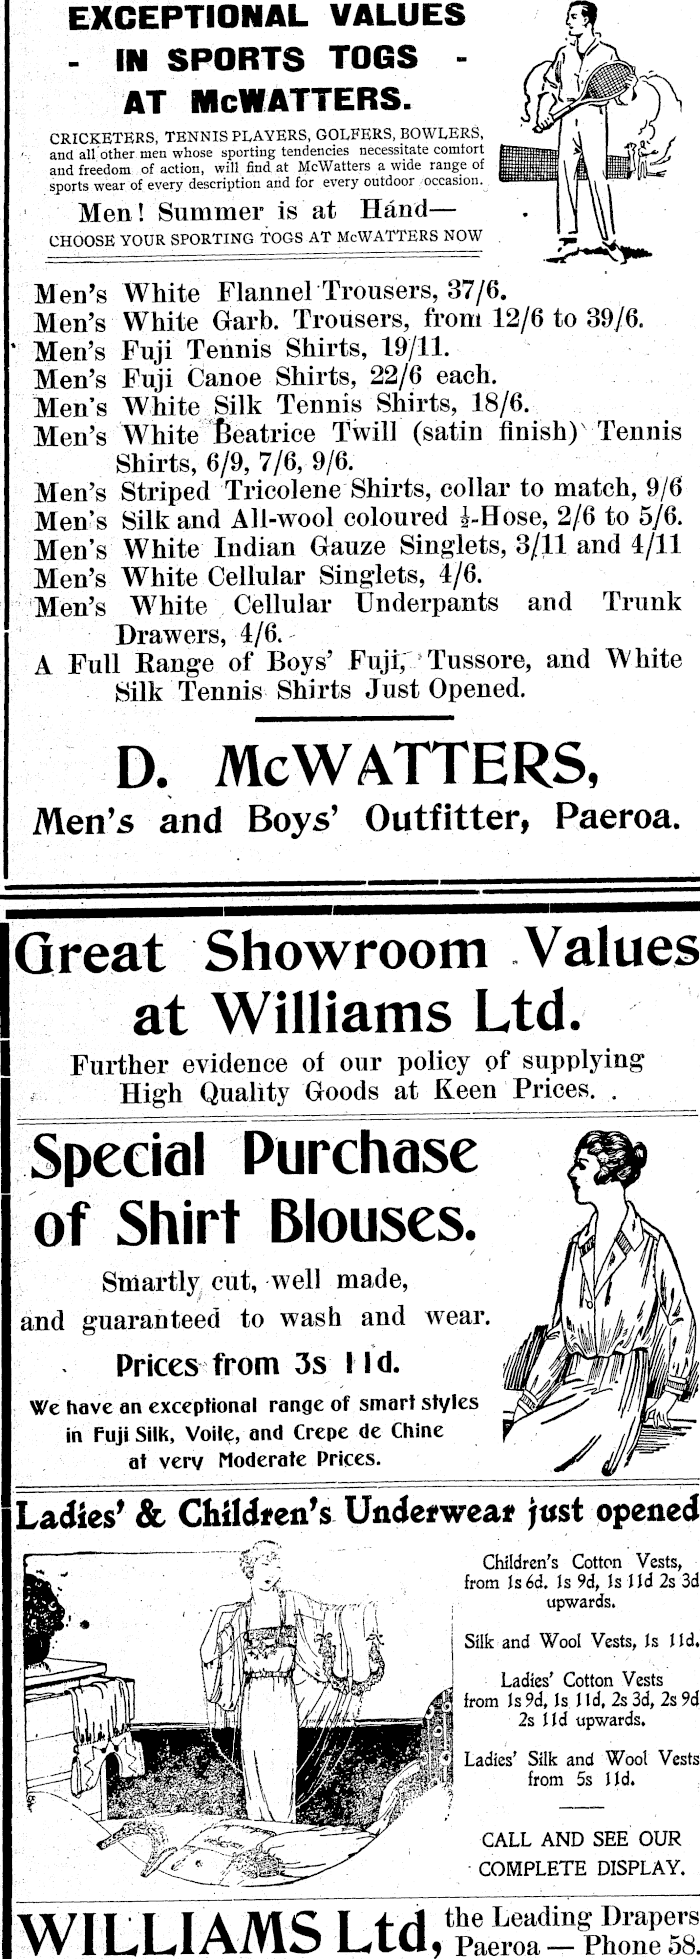 EXCEPTIONAL VALUES
- IN SPORTS TOGS -
AT McWATTERS.
CRICKETERS, TENNIS PLAYERS, GOLFERS, BOWLERS,
and all other men whose sporting tendencies necessitate comfort
and freedom of action, will find at McWatters a wide range of
sports wear of every description and for every outdoor occasion.
Men! Summer is at Hand—
CHOOSE YOUR SPORTING TOGS AT McWATTERS NOW
Men's White Flannel Trousers, 37/6.
Men's White Garb. Trousers, from 12/6 to 39/6.
Men's Fuji Tennis Shirts, 19/11.
Men's Fuji Canoe Shirts, 22/6 each.
Men's White Silk Tennis Shirts, 18/6.
Men's White Beatrice Twill (satin finish) Tennis
Shirts, 6/9, 7/6, 9/6.
Men's Striped Tricolene Shirts, collar to match, 9/6
Men's Silk and All-wool coloured ½-Hose, 2/6 to 5/6.
Men's White Indian Gauze Singlets, 3/11 and 4/11
Men's White Cellular Singlets, 4/6.
Men's White Cellular Underpants and Trunk
Drawers, 4/6.
A Full Range of Boys' Fuji, Tussore, and White
Silk Tennis Shirts Just Opened.
D. McWATTERS,
Men's and Boys' Outfitter, Paeroa.
Great Showroom Values
at Williams Ltd.
Further evidence of our policy of supplying
High Quality Goods at Keen Prices. .
Special Purchase
of Shirt Blouses.
Smartly cut, well made,
and guaranteed to wash and wear.
Prices from 3s 11d.
We have an exceptional range of smart styles
in Fuji Silk, Voile, and Crepe de Chine
at very Moderate Prices.
Ladies' & Children's Underwear just opened
Children's Cotton Vests,
from 1s 6d. 1s 9d, 1s 11d 2s 3d
upwards.
Silk and Wool Vests, 1s 11d.
Ladies' Cotton Vests
from 1s 9d, 1s 11d, 2s 3d, 2s 9d
2s 11d upwards.
Ladies' Silk and Wool Vests
from 5s 11d.
CALL AND SEE OUR
COMPLETE DISPLAY.
WILLIAMS Ltd, the Leading Drapers
Paeroa — Phone 58.